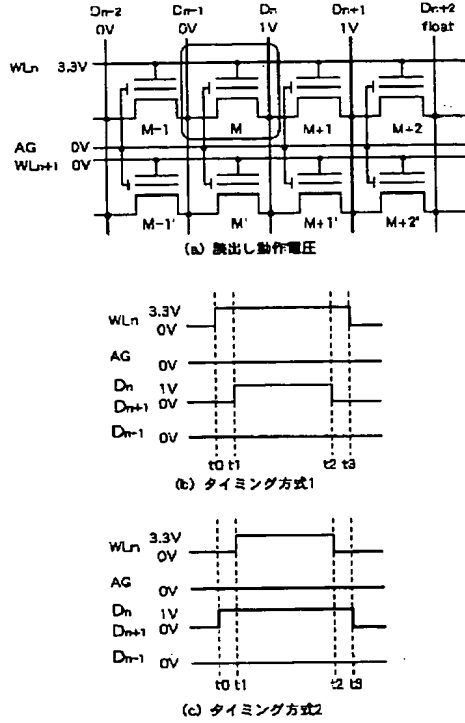 Dn-2 Dn-1 Dn Dn+1 Dn+2
0V 0V 1V 1V float
WLn 3.3V
M-1 M M+1 M+2
AG 0V
WLn+1 0V
M-1' M' M+1' M+2'
(a) 読出し動作電圧
WLn 3.3V
0V
AG 0V
Dn 1V
Dn+1 0V
Dn-1 0V
t0 t1 t2 t3
(b) タイミング方式1
WLn 3.3V
0V
AG 0V
Dn 1V
Dn+1 0V
Dn-1 0V
t0 t1 t2 t3
(c) タイミング方式2